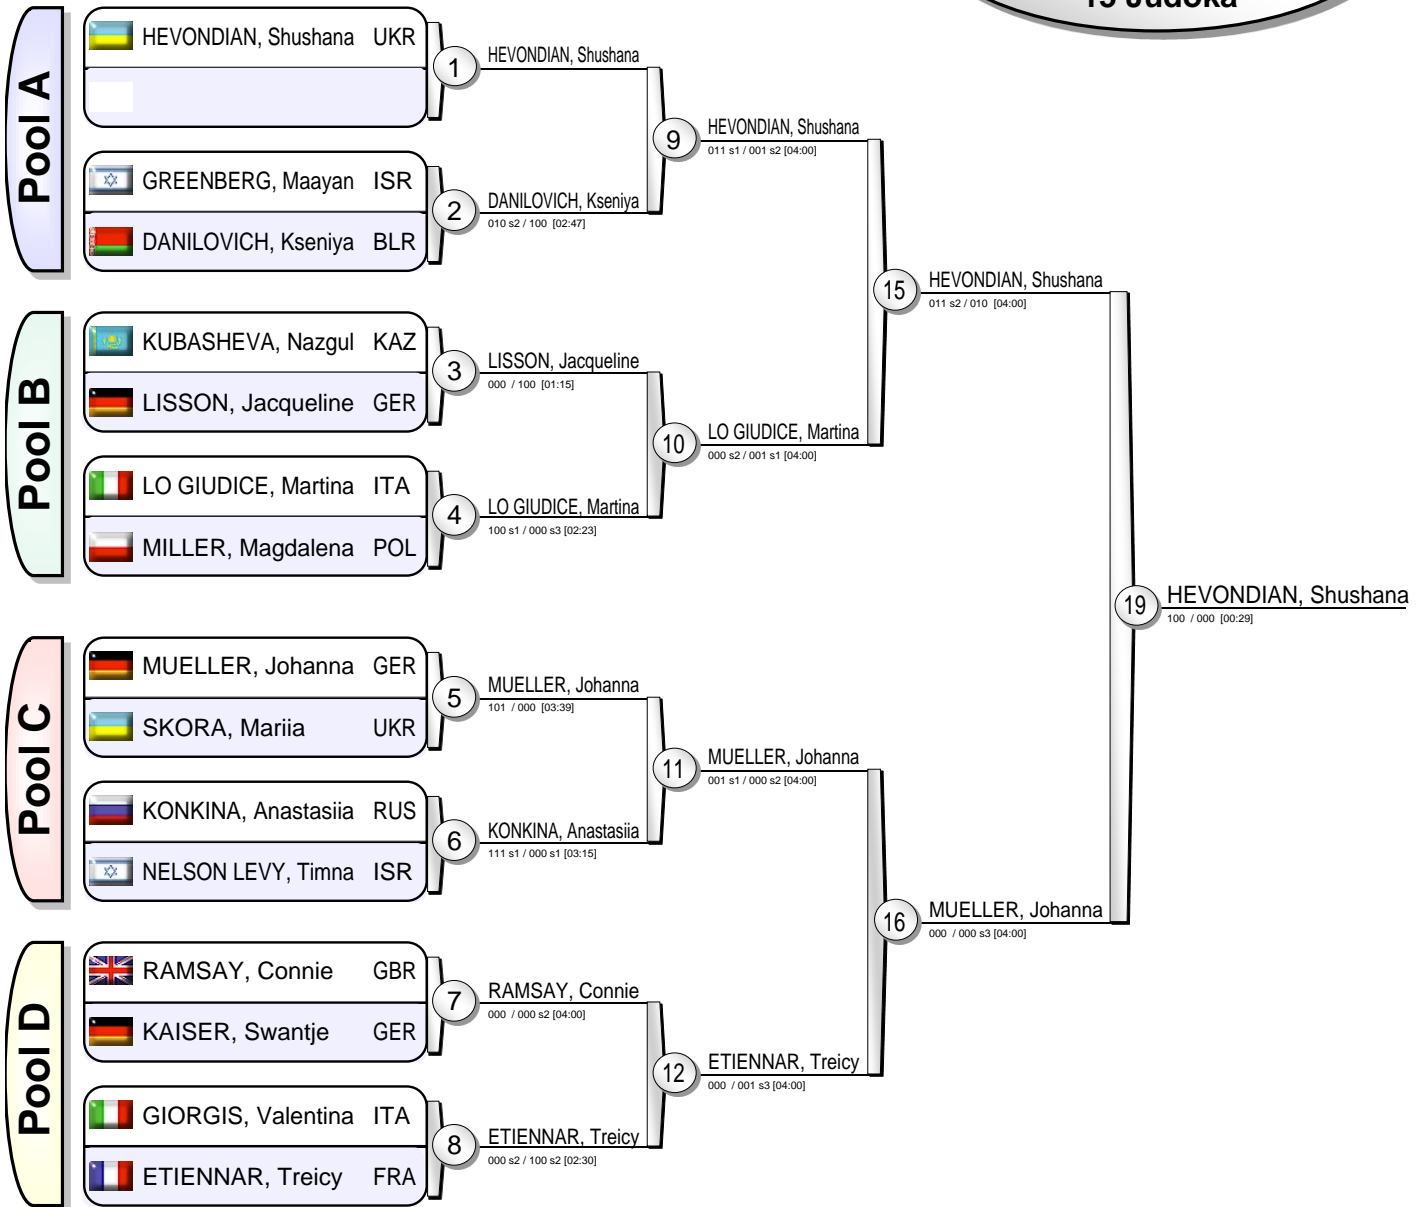 15 Judoka
Pool A
HEVONDIAN, Shushana UKR
1
HEVONDIAN, Shushana
GREENBERG, Maayan ISR
DANILOVICH, Kseniya BLR
2
DANILOVICH, Kseniya
010 s2 / 100 [02:47]
9
HEVONDIAN, Shushana
011 s1 / 001 s2 [04:00]
Pool B
KUBASHEVA, Nazgul KAZ
LISSON, Jacqueline GER
3
LISSON, Jacqueline
000 / 100 [01:15]
LO GIUDICE, Martina ITA
MILLER, Magdalena POL
4
LO GIUDICE, Martina
100 s1 / 000 s3 [02:23]
10
LO GIUDICE, Martina
000 s2 / 001 s1 [04:00]
15
HEVONDIAN, Shushana
011 s2 / 010 [04:00]
Pool C
MUELLER, Johanna GER
SKORA, Mariia UKR
5
MUELLER, Johanna
101 / 000 [03:39]
KONKINA, Anastasiia RUS
NELSON LEVY, Timna ISR
6
KONKINA, Anastasiia
111 s1 / 000 s1 [03:15]
11
MUELLER, Johanna
001 s1 / 000 s2 [04:00]
Pool D
RAMSAY, Connie GBR
KAISER, Swantje GER
7
RAMSAY, Connie
000 / 000 s2 [04:00]
GIORGIS, Valentina ITA
ETIENNAR, Treicy FRA
8
ETIENNAR, Treicy
000 s2 / 100 s2 [02:30]
12
ETIENNAR, Treicy
000 / 001 s3 [04:00]
16
MUELLER, Johanna
000 / 000 s3 [04:00]
19
HEVONDIAN, Shushana
100 / 000 [00:29]